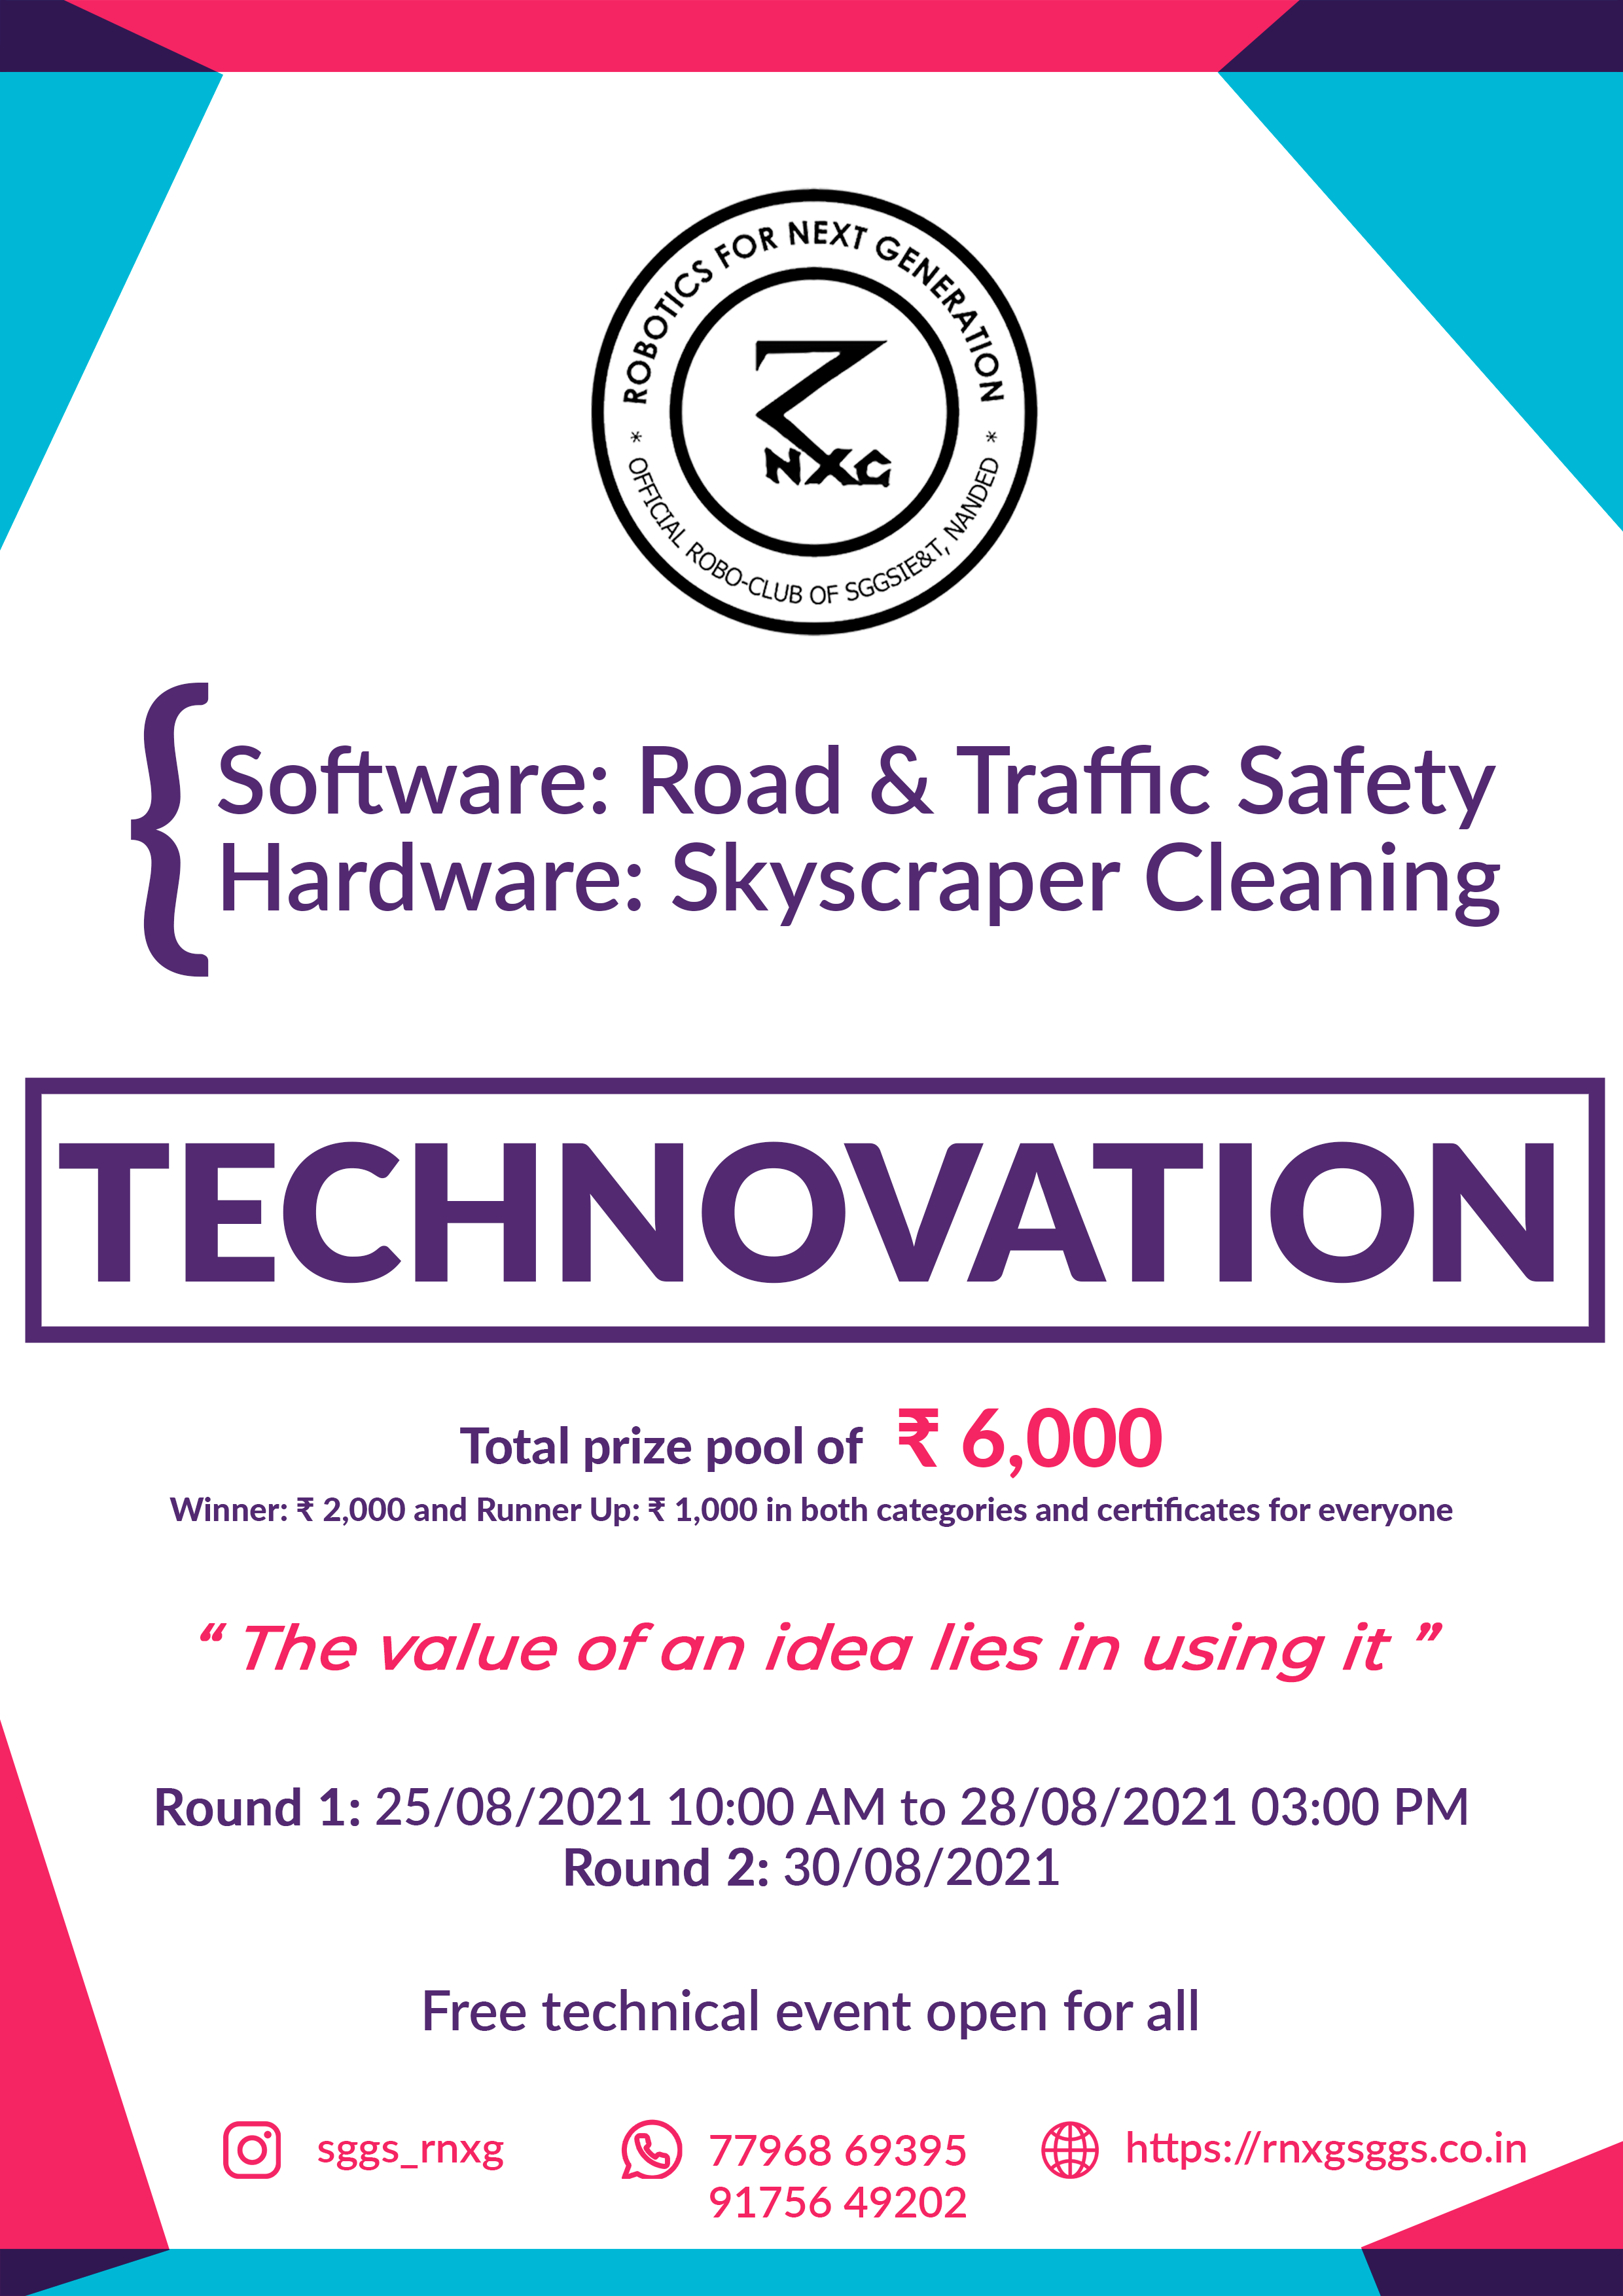 ROBOTICS FOR NEXT GENERATION
NXG
* OFFICIAL ROBO-CLUB OF SGGSIE&T, NANDED *
Software: Road & Traffic Safety
Hardware: Skyscraper Cleaning
TECHNOVATION
Total prize pool of ₹ 6,000
Winner: ₹ 2,000 and Runner Up: ₹ 1,000 in both categories and certificates for everyone
“ The value of an idea lies in using it ”
Round 1: 25/08/2021 10:00 AM to 28/08/2021 03:00 PM
Round 2: 30/08/2021
Free technical event open for all
sggs_rnxg
77968 69395
91756 49202
https://rnxgsggs.co.in